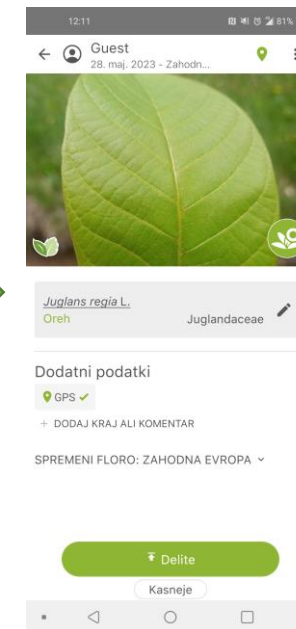 12:11
81%
Guest
28. maj. 2023 - Zahodn...
Juglans regia L.
Oreh
Juglandaceae
Dodatni podatki
GPS
+ DODAJ KRAJ ALI KOMENTAR
SPREMENI FLORO: ZAHODNA EVROPA
Delite
Kasneje